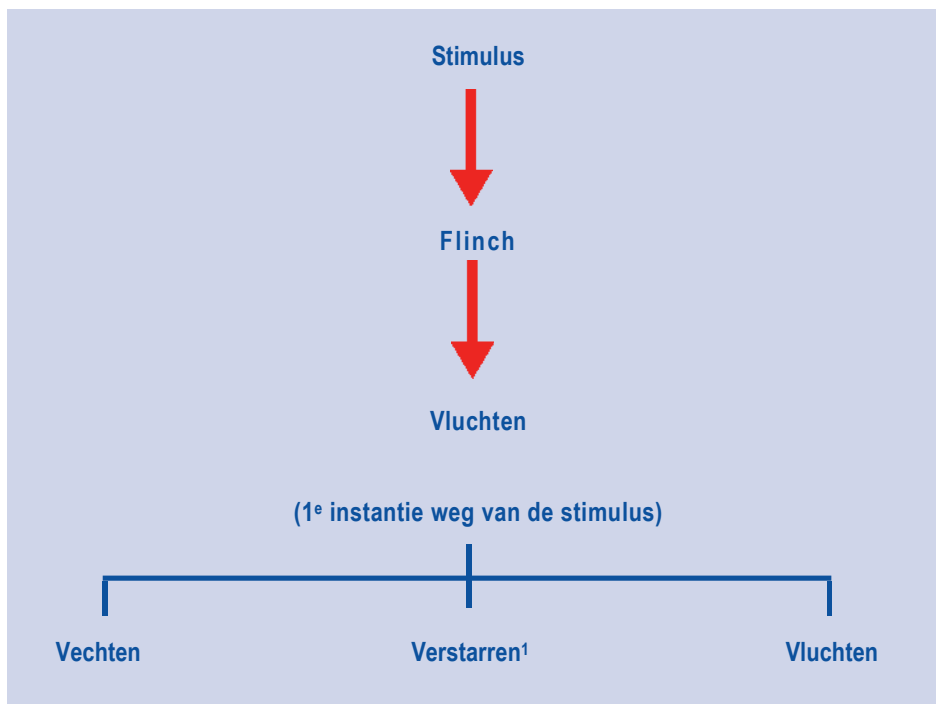 Stimulus
Flinch
Vluchten
(1e instantie weg van de stimulus)
Vechten Verstarren1 Vluchten